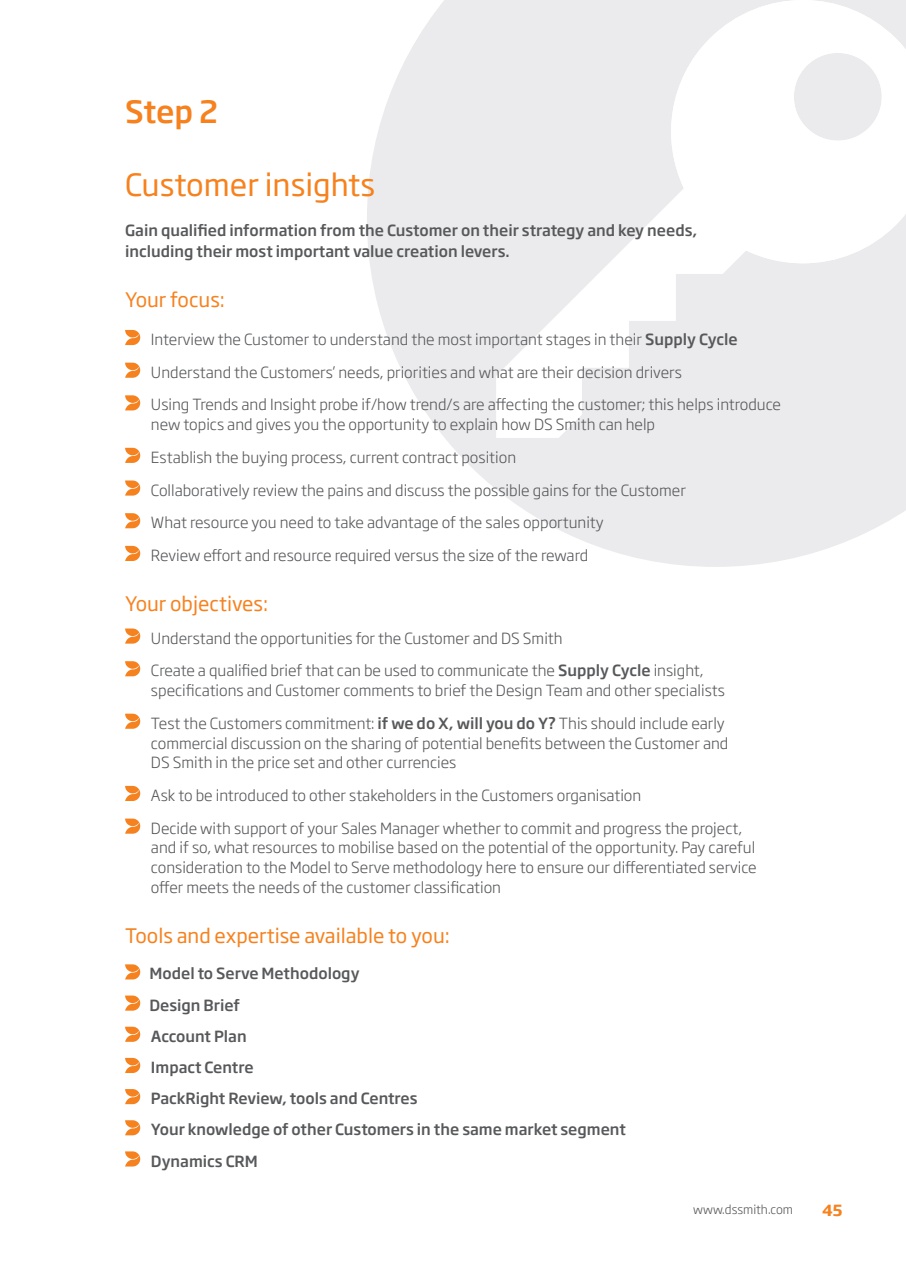 Step 2
Customer insights
Gain qualified information from the Customer on their strategy and key needs,
including their most important value creation levers.
Your focus:
Interview the Customer to understand the most important stages in their Supply Cycle
Understand the Customers' needs, priorities and what are their decision drivers
Using Trends and Insight probe if/how trend/s are affecting the customer; this helps introduce
new topics and gives you the opportunity to explain how DS Smith can help
Establish the buying process, current contract position
Collaboratively review the pains and discuss the possible gains for the Customer
What resource you need to take advantage of the sales opportunity
Review effort and resource required versus the size of the reward
Your objectives:
Understand the opportunities for the Customer and DS Smith
Create a qualified brief that can be used to communicate the Supply Cycle insight,
specifications and Customer comments to brief the Design Team and other specialists
Test the Customers commitment: if we do X, will you do Y? This should include early
commercial discussion on the sharing of potential benefits between the Customer and
DS Smith in the price set and other currencies
Ask to be introduced to other stakeholders in the Customers organisation
Decide with support of your Sales Manager whether to commit and progress the project,
and if so, what resources to mobilise based on the potential of the opportunity. Pay careful
consideration to the Model to Serve methodology here to ensure our differentiated service
offer meets the needs of the customer classification
Tools and expertise available to you:
Model to Serve Methodology
Design Brief
Account Plan
Impact Centre
PackRight Review, tools and Centres
Your knowledge of other Customers in the same market segment
Dynamics CRM
www.dssmith.com 45